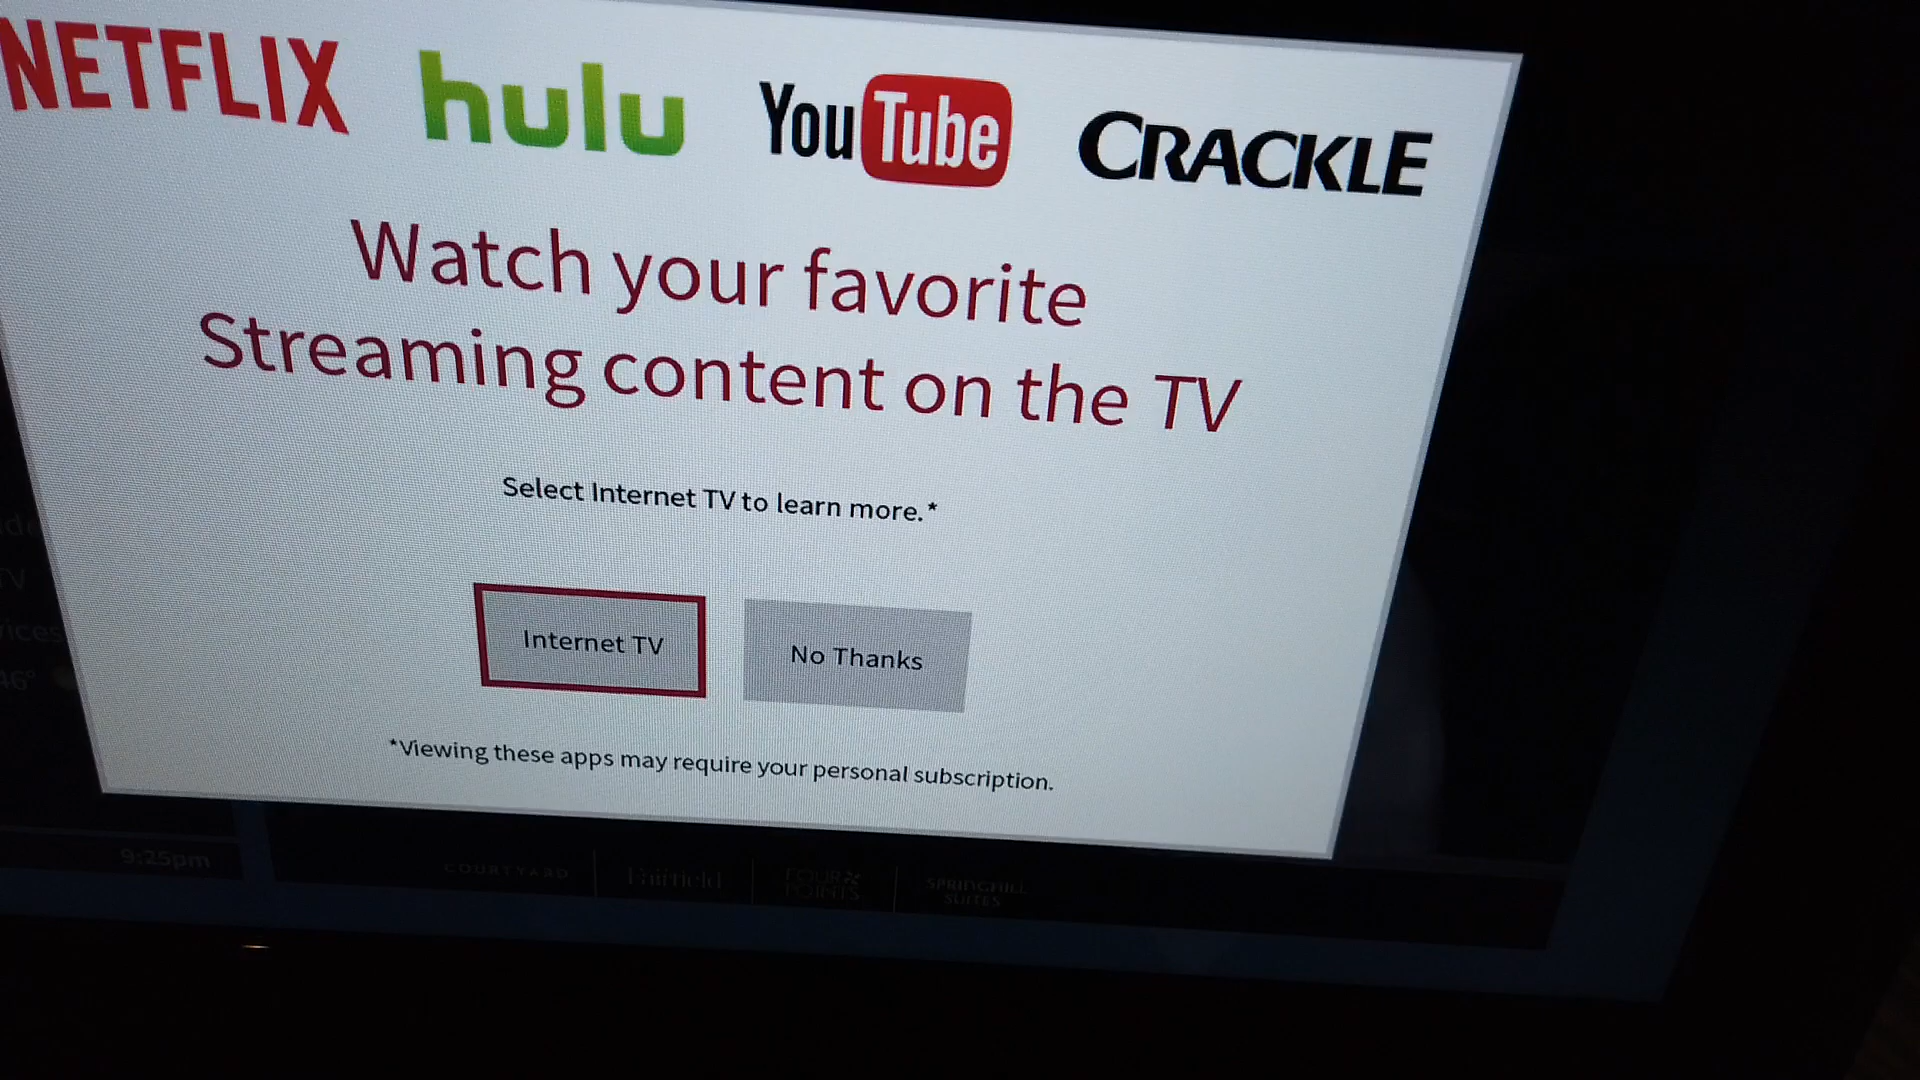 NETFLIX hulu YouTube CRACKLE
Watch your favorite
Streaming content on the TV
Select Internet TV to learn more.*
Internet TV
No Thanks
*Viewing these apps may require your personal subscription.
9:25pm
COURTYARD
Fairfield
FOUR
POINTS
SPRINGHILL
SUITES